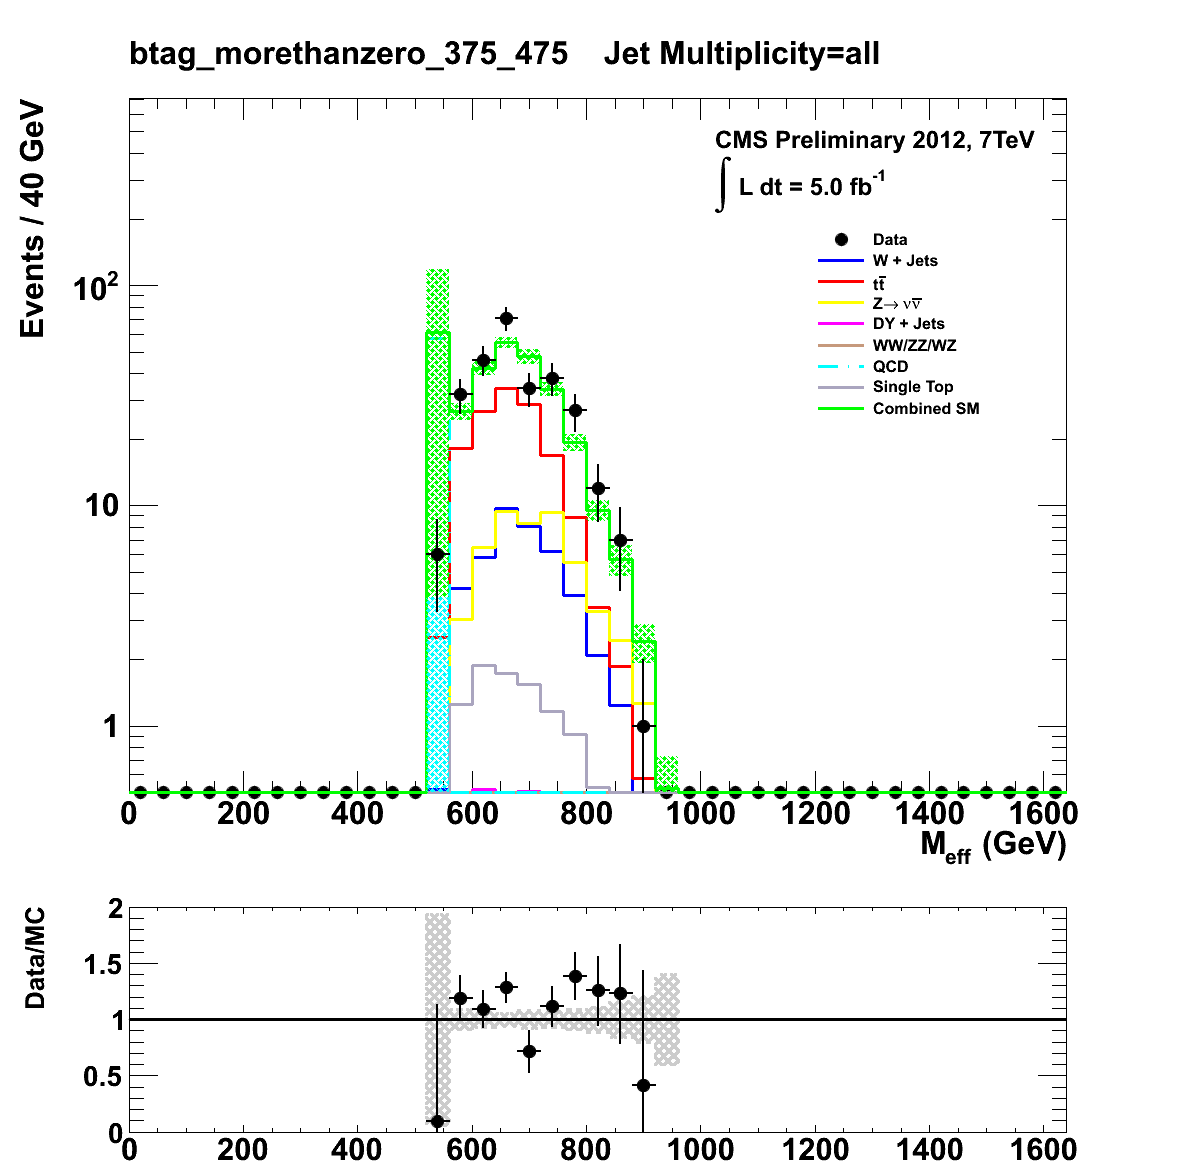 btag_morethanzero_375_475 Jet Multiplicity=all
Events / 40 GeV
CMS Preliminary 2012, 7TeV
∫ L dt = 5.0 fb⁻¹
Data
W + Jets
tt̅
Z→ νν̅
DY + Jets
WW/ZZ/WZ
QCD
Single Top
Combined SM
10²
10
1
0 200 400 600 800 1000 1200 1400 1600
M_eff (GeV)
Data/MC
2
1.5
1
0.5
0
0 200 400 600 800 1000 1200 1400 1600